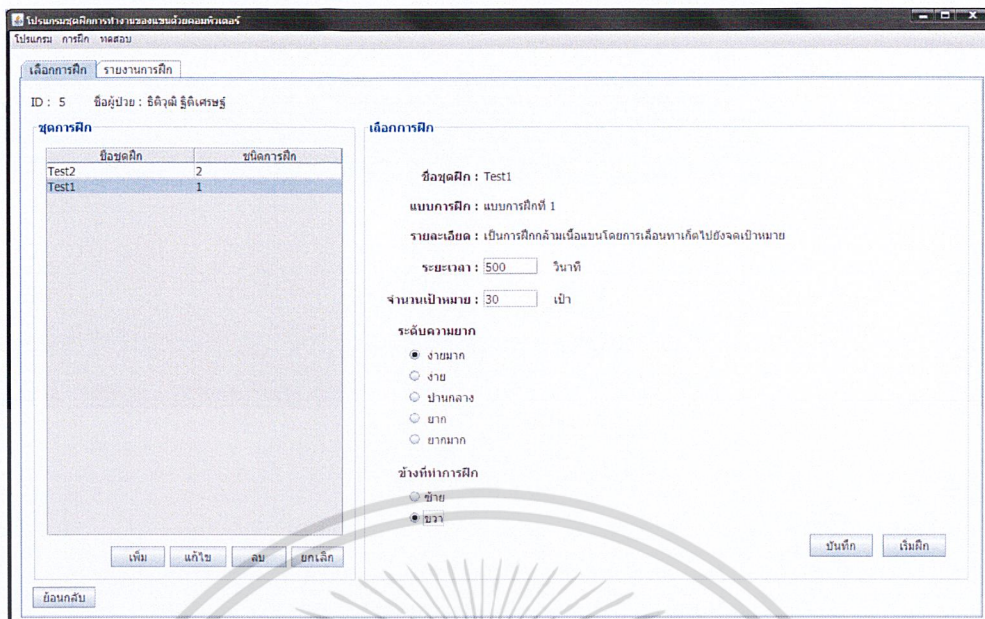 โปรแกรมชุดฝึกการทำงานของแขนด้วยคอมพิวเตอร์
โปรแกรม การฝึก ทดสอบ
เลือกการฝึก รายงานการฝึก
ID : 5 ชื่อผู้ป่วย : ธิติวุฒิ ฐิติเศรษฐ์
ชุดการฝึก
ชื่อชุดฝึก ชนิดการฝึก
Test2 2
Test1 1
เพิ่ม แก้ไข ลบ ยกเลิก
ย้อนกลับ
เลือกการฝึก
ชื่อชุดฝึก : Test1
แบบการฝึก : แบบการฝึกที่ 1
รายละเอียด : เป็นการฝึกกล้ามเนื้อแขนโดยการเลื่อนทาเก็ตไปยังจดเป้าหมาย
ระยะเวลา : 500 วินาที
จำนวนเป้าหมาย : 30 เป้า
ระดับความยาก
ง่ายมาก
ง่าย
ปานกลาง
ยาก
ยากมาก
ข้างที่ทำการฝึก
ซ้าย
ขวา
บันทึก เริ่มฝึก